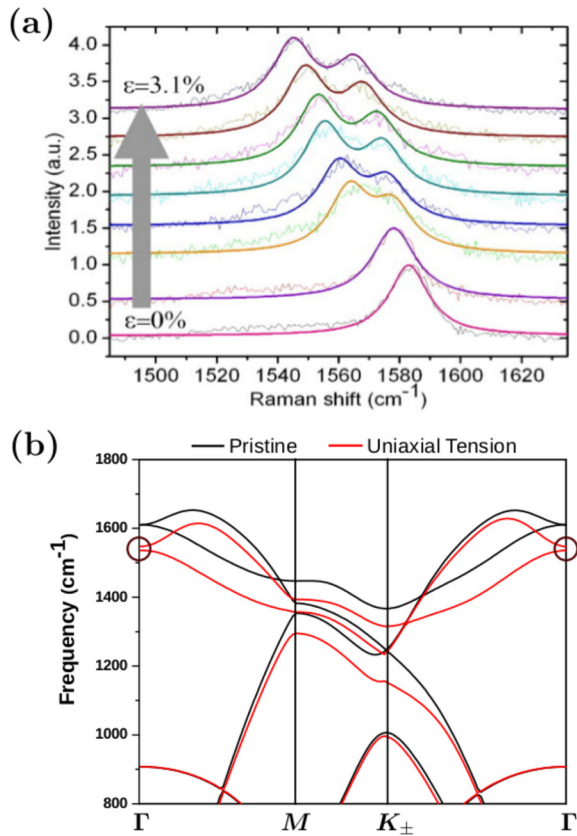 (a)
ε=3.1%
ε=0%
Intensity (a.u.)
4.0
3.5
3.0
2.5
2.0
1.5
1.0
0.5
0.0
1500 1520 1540 1560 1580 1600 1620
Raman shift (cm⁻¹)
(b)
Pristine Uniaxial Tension
Frequency (cm⁻¹)
1800
1600
1400
1200
1000
800
Γ M K± Γ